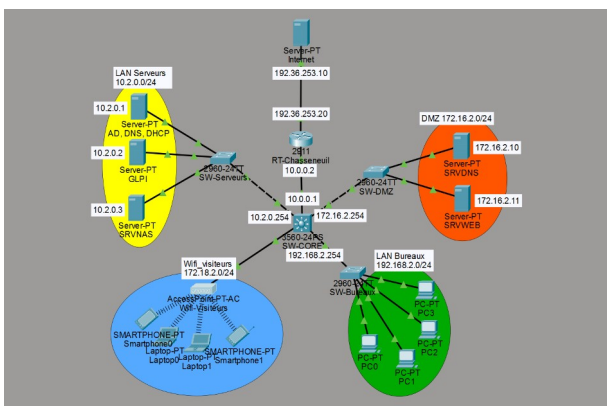 Server-PT
Internet
192.36.253.10
LAN Serveurs
10.2.0.0/24
10.2.0.1
Server-PT
AD, DNS, DHCP
192.36.253.20
2911
RT-Chasseneuil
10.0.0.2
DMZ 172.16.2.0/24
172.16.2.10
Server-PT
SRVDNS
10.2.0.2
Server-PT
GLPI
2960-24TT
SW-Serveurs
2960-24TT
SW-DMZ
172.16.2.11
Server-PT
SRVWEB
10.2.0.3
Server-PT
SRVNAS
10.0.0.1
10.2.0.254
172.16.2.254
3560-24PS
SW-CORE
192.168.2.254
Wifi_visiteurs
172.18.2.0/24
AccessPoint-PT-AC
Wifi-Visiteurs
SMARTPHONE-PT
Smartphone0
Laptop-PT
Laptop0
Laptop-PT
Laptop1
SMARTPHONE-PT
Smartphone1
LAN Bureaux
192.168.2.0/24
2960-24TT
SW-Bureaux
PC-PT
PC3
PC-PT
PC2
PC-PT
PC1
PC-PT
PC0